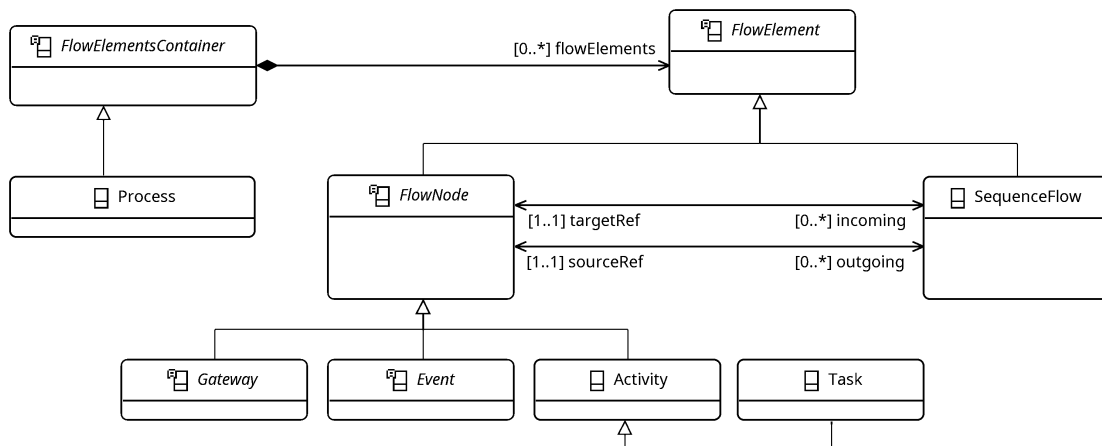 FlowElementsContainer
FlowElement
[0..*] flowElements
Process
FlowNode
SequenceFlow
[1..1] targetRef
[0..*] incoming
[1..1] sourceRef
[0..*] outgoing
Gateway
Event
Activity
Task